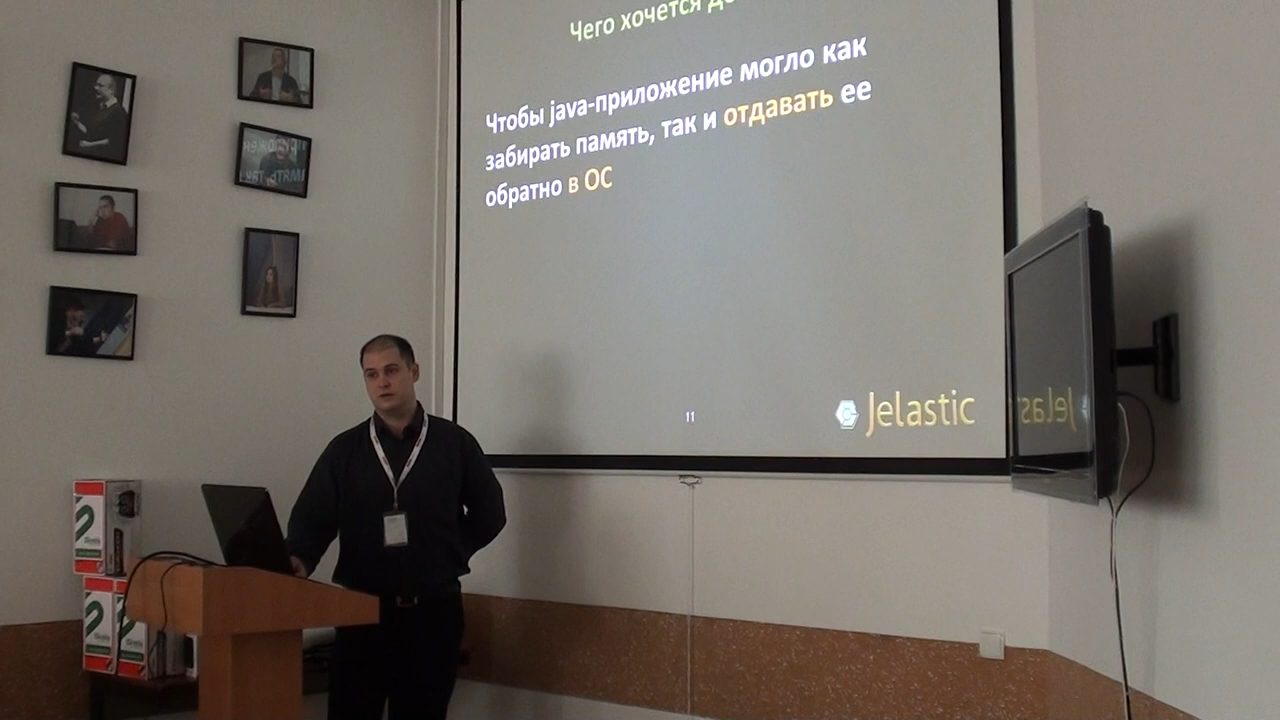 Чего хочется
Чтобы java-приложение могло как
забирать память, так и отдавать ее
обратно в ОС
11
Jelastic